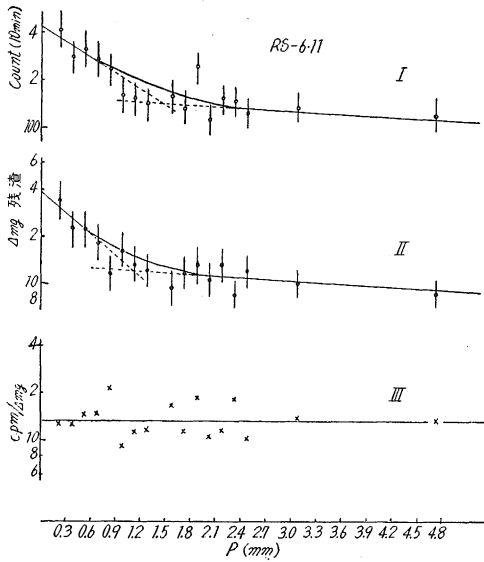 RS-6.11
Count (10min)
4
2
100
I
Δmg 残渣
6
4
2
10
8
II
cpm/Δmg
4
2
10
8
6
III
0.3 0.6 0.9 1.2 1.3 1.8 2.1 2.4 2.7 3.0 3.3 3.6 3.9 4.2 4.5 4.8
P (mm)